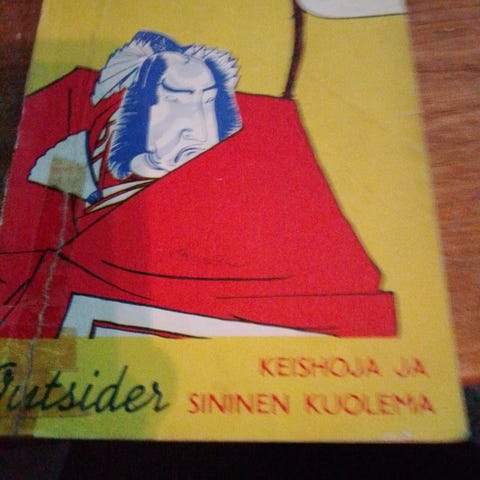 Outsider
KEISHOJA JA
SININEN KUOLEMA